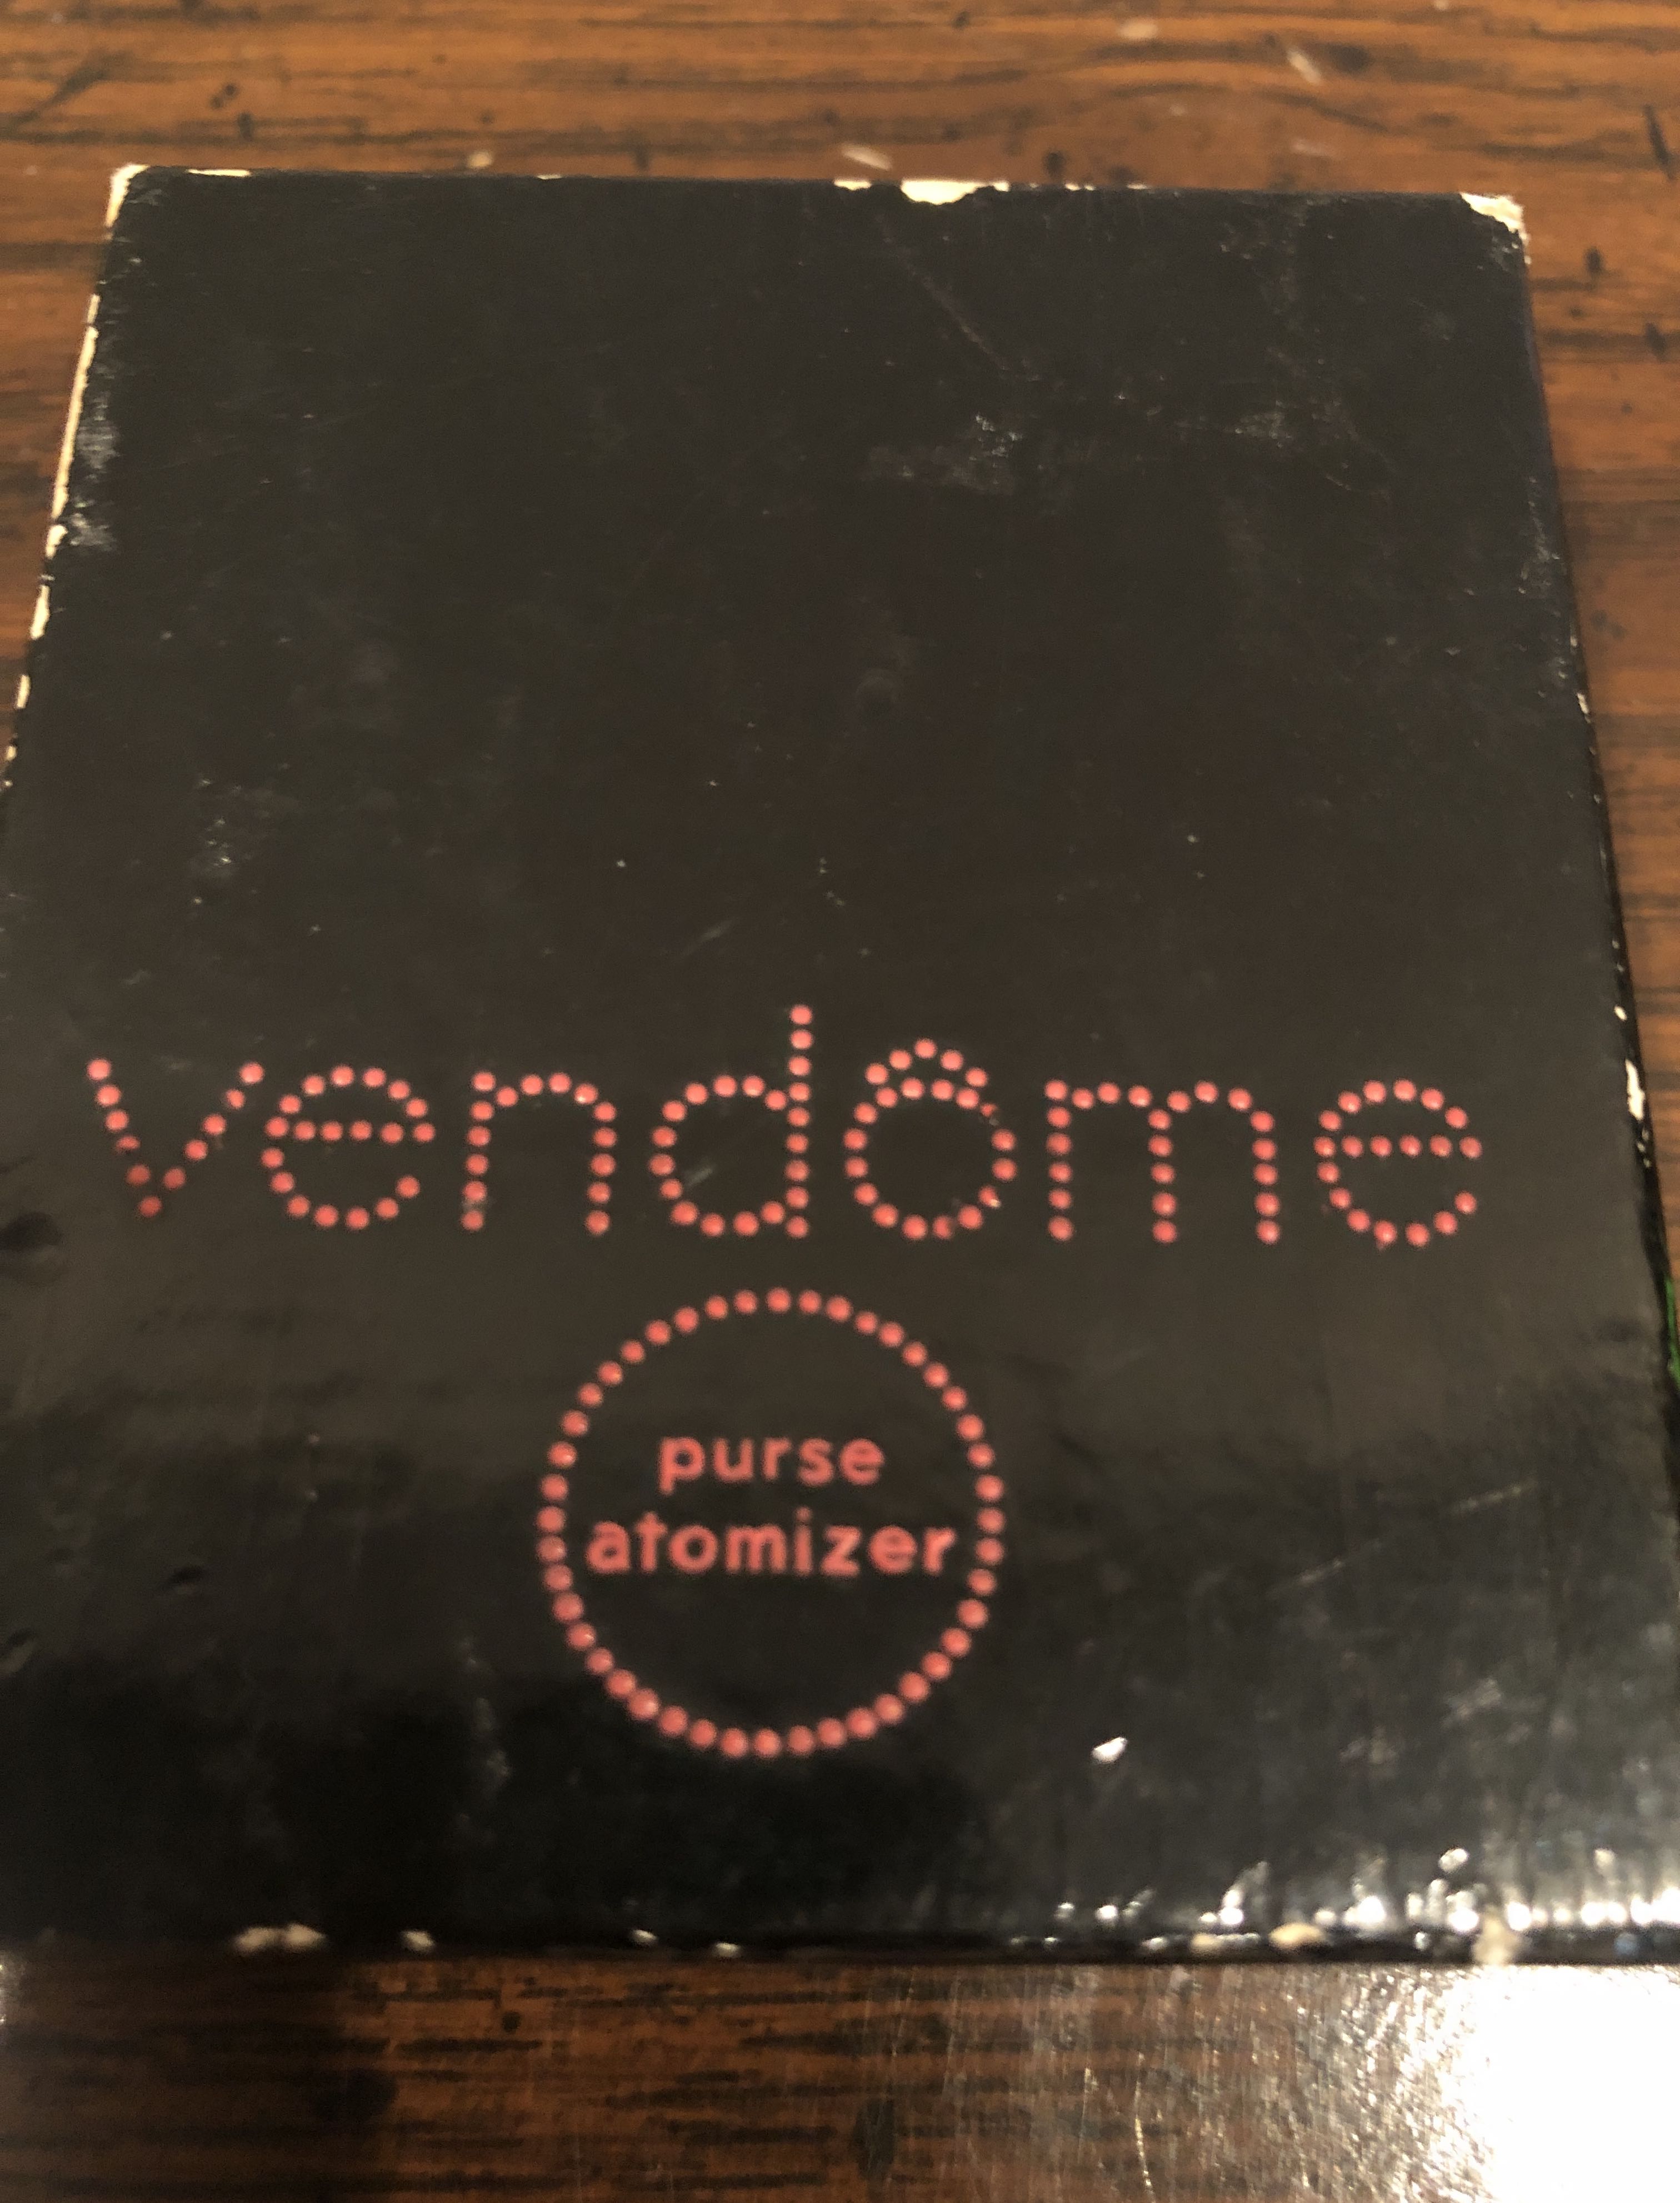 vendôme
purse
atomizer